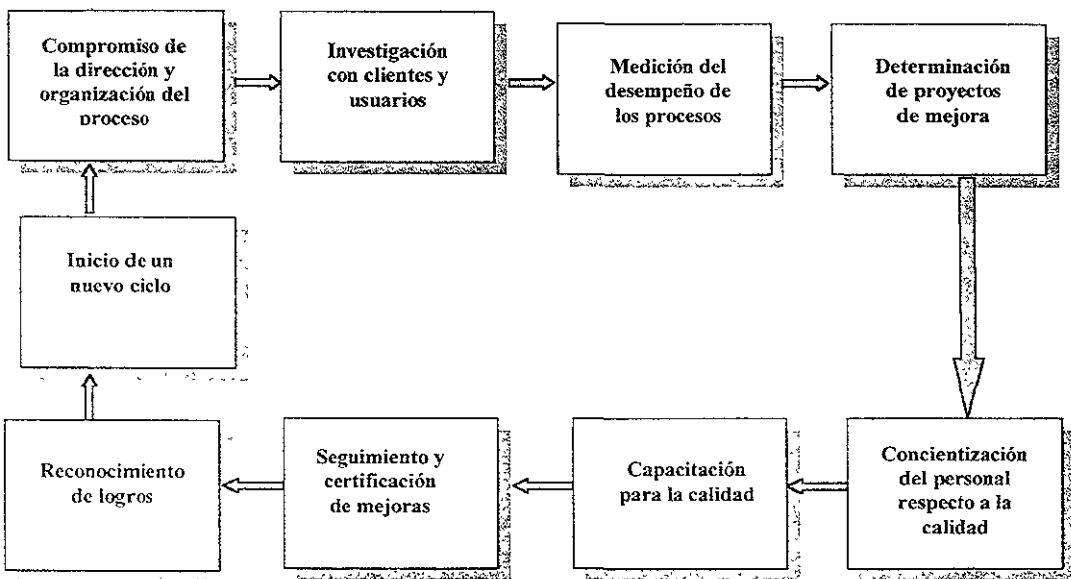 Compromiso de
la dirección y
organización del
proceso
Investigación
con clientes y
usuarios
Medición del
desempeño de
los procesos
Determinación
de proyectos
de mejora
Concientización
del personal
respecto a la
calidad
Capacitación
para la calidad
Seguimiento y
certificación
de mejoras
Reconocimiento
de logros
Inicio de un
nuevo ciclo